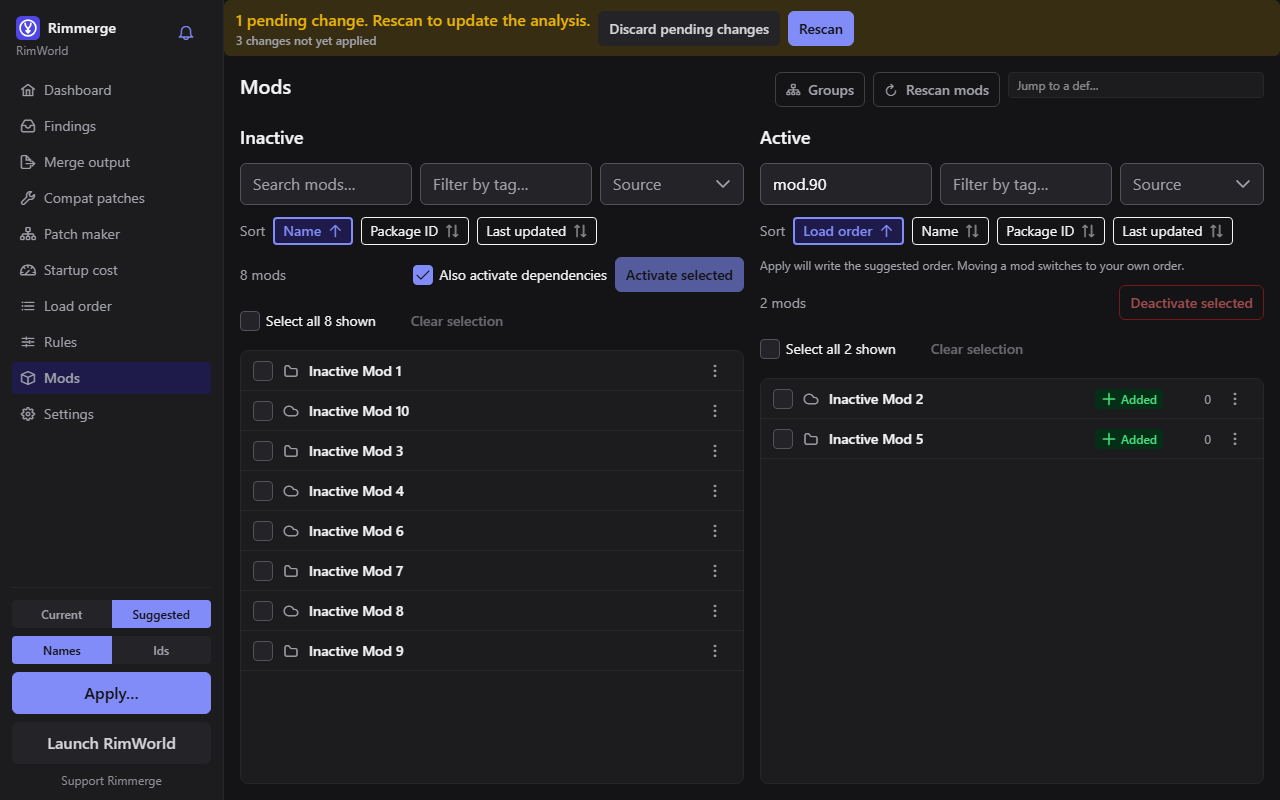 Rimmerge
RimWorld
Dashboard
Findings
Merge output
Compat patches
Patch maker
Startup cost
Load order
Rules
Mods
Settings
Current Suggested
Names Ids
Apply...
Launch RimWorld
Support Rimmerge
1 pending change. Rescan to update the analysis.
3 changes not yet applied
Discard pending changes
Rescan
Mods
Groups
Rescan mods
Jump to a def...
Inactive
Search mods...
Filter by tag...
Source
Sort Name Package ID Last updated
8 mods
Also activate dependencies
Activate selected
Select all 8 shown
Clear selection
Inactive Mod 1
Inactive Mod 10
Inactive Mod 3
Inactive Mod 4
Inactive Mod 6
Inactive Mod 7
Inactive Mod 8
Inactive Mod 9
Active
mod.90
Filter by tag...
Source
Sort Load order Name Package ID Last updated
Apply will write the suggested order. Moving a mod switches to your own order.
2 mods
Deactivate selected
Select all 2 shown
Clear selection
Inactive Mod 2 Added 0
Inactive Mod 5 Added 0